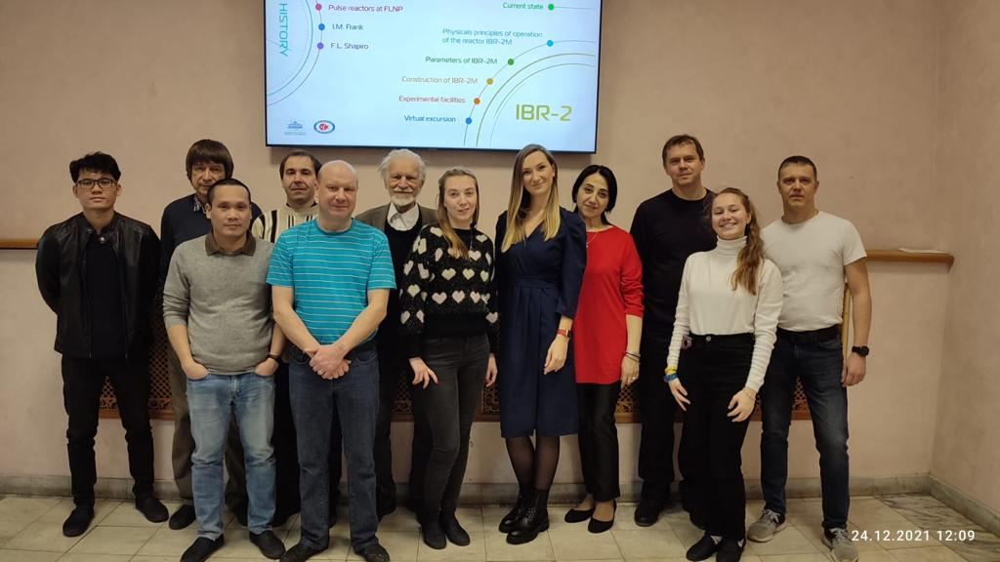 HISTORY
Pulse reactors at FLNP
I.M. Frank
F.L. Shapiro
Current state
Physicals principles of operation
of the reactor IBR-2M
Parameters of IBR-2M
Construction of IBR-2M
Experimental facilities
Virtual excursion
IBR-2
24.12.2021 12:09